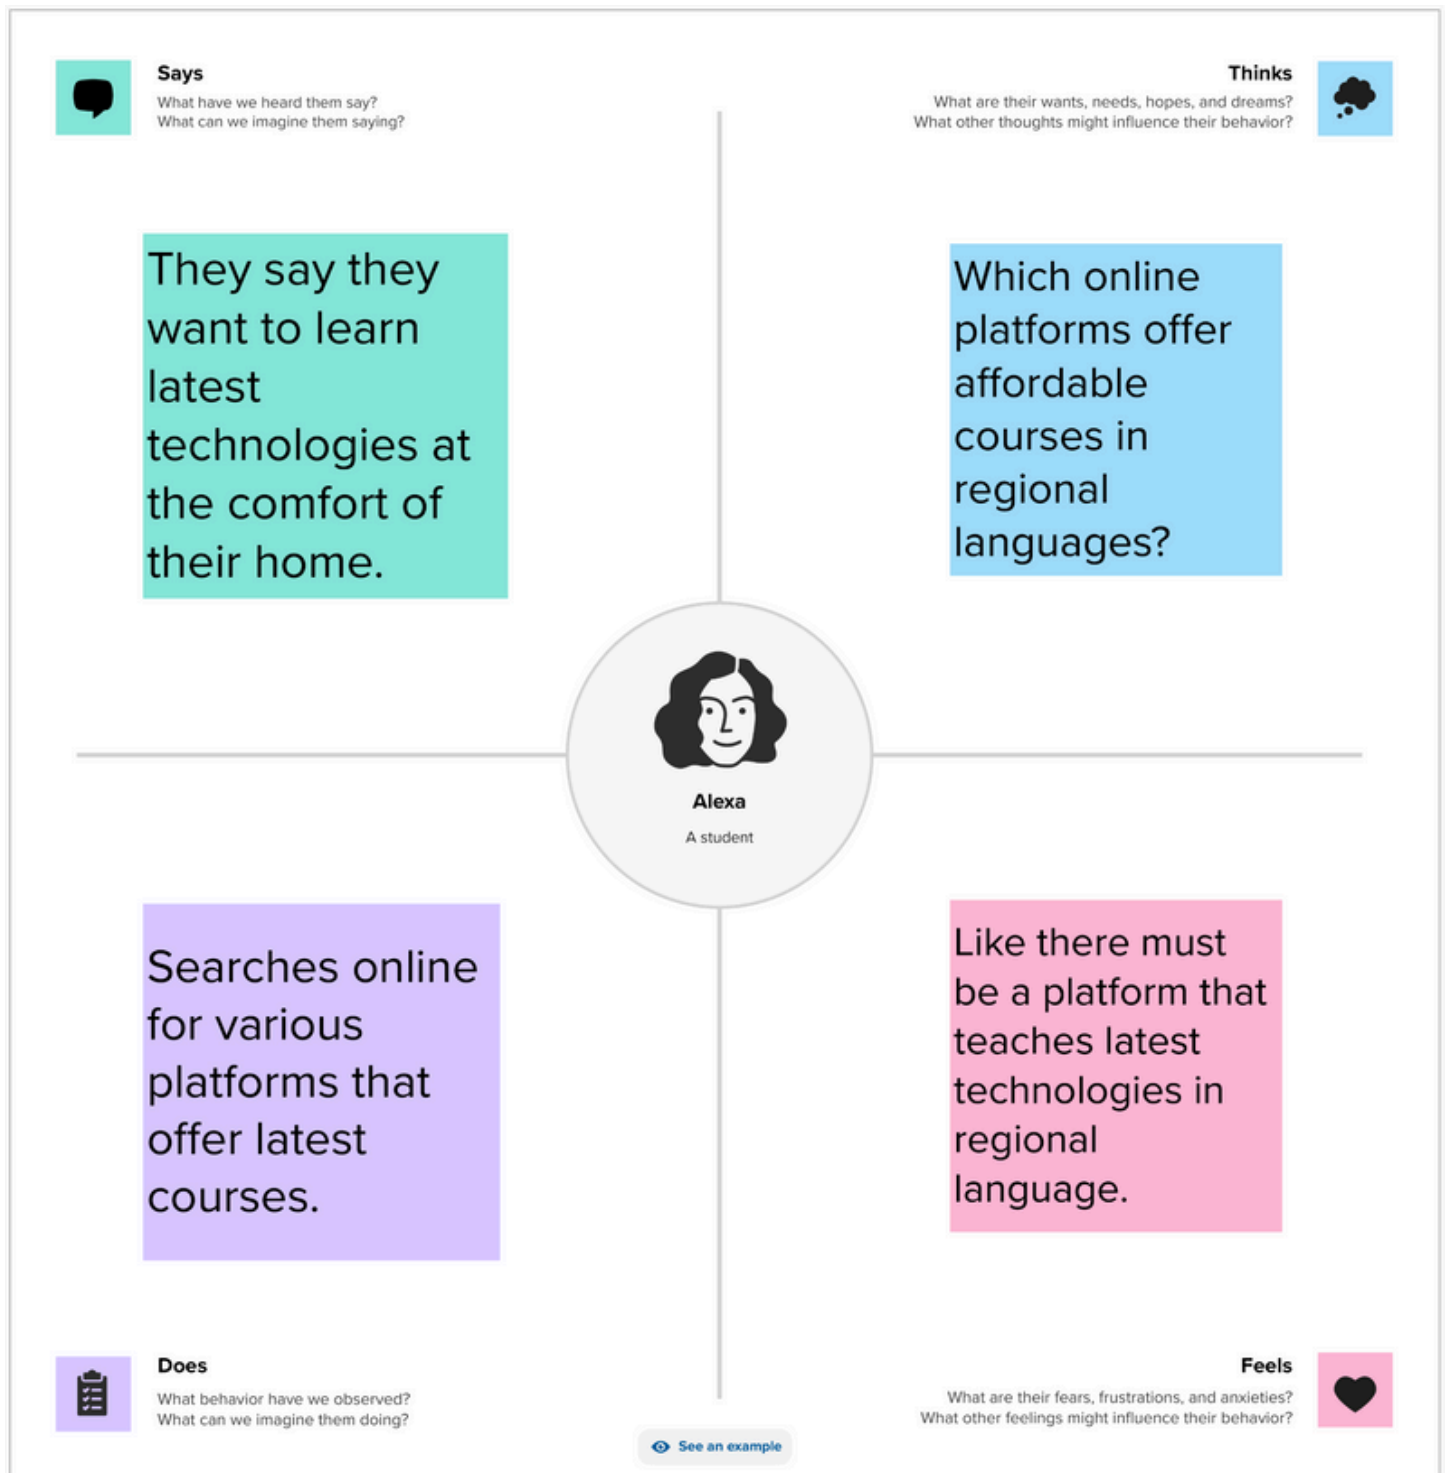 Says
What have we heard them say?
What can we imagine them saying?
Thinks
What are their wants, needs, hopes, and dreams?
What other thoughts might influence their behavior?
They say they
want to learn
latest
technologies at
the comfort of
their home.
Which online
platforms offer
affordable
courses in
regional
languages?
Alexa
A student
Searches online
for various
platforms that
offer latest
courses.
Like there must
be a platform that
teaches latest
technologies in
regional
language.
Does
What behavior have we observed?
What can we imagine them doing?
Feels
What are their fears, frustrations, and anxieties?
What other feelings might influence their behavior?
See an example